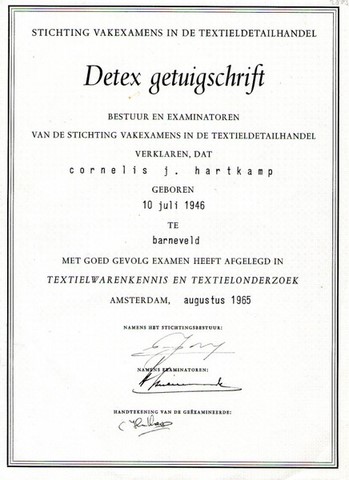 STICHTING VAKEXAMENS IN DE TEXTIELDETAILHANDEL
Detex getuigschrift
BESTUUR EN EXAMINATOREN
VAN DE STICHTING VAKEXAMENS IN DE TEXTIELDETAILHANDEL
VERKLAREN, DAT
cornelis j. hartkamp
GEBOREN
10 juli 1946
TE
barneveld
MET GOED GEVOLG EXAMEN HEEFT AFGELEGD IN
TEXTIELWARENKENNIS EN TEXTIELONDERZOEK
AMSTERDAM, augustus 1965
NAMENS HET STICHTINGSBESTUUR:
NAMENS EXAMINATOREN:
HANDTEKENING VAN DE GEËXAMINEERDE: